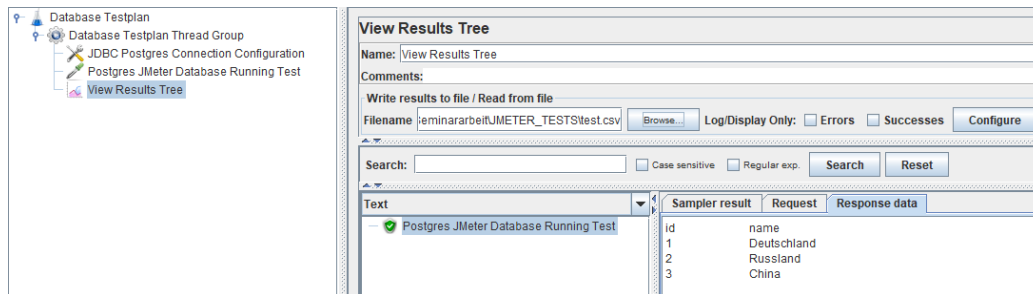 Database Testplan
Database Testplan Thread Group
JDBC Postgres Connection Configuration
Postgres JMeter Database Running Test
View Results Tree
View Results Tree
Name: View Results Tree
Comments:
Write results to file / Read from file
Filename Seminararbeit\JMETER_TESTS\test.csv Browse... Log/Display Only: Errors Successes Configure
Search: Case sensitive Regular exp. Search Reset
Text
Postgres JMeter Database Running Test
Sampler result Request Response data
id name
1 Deutschland
2 Russland
3 China